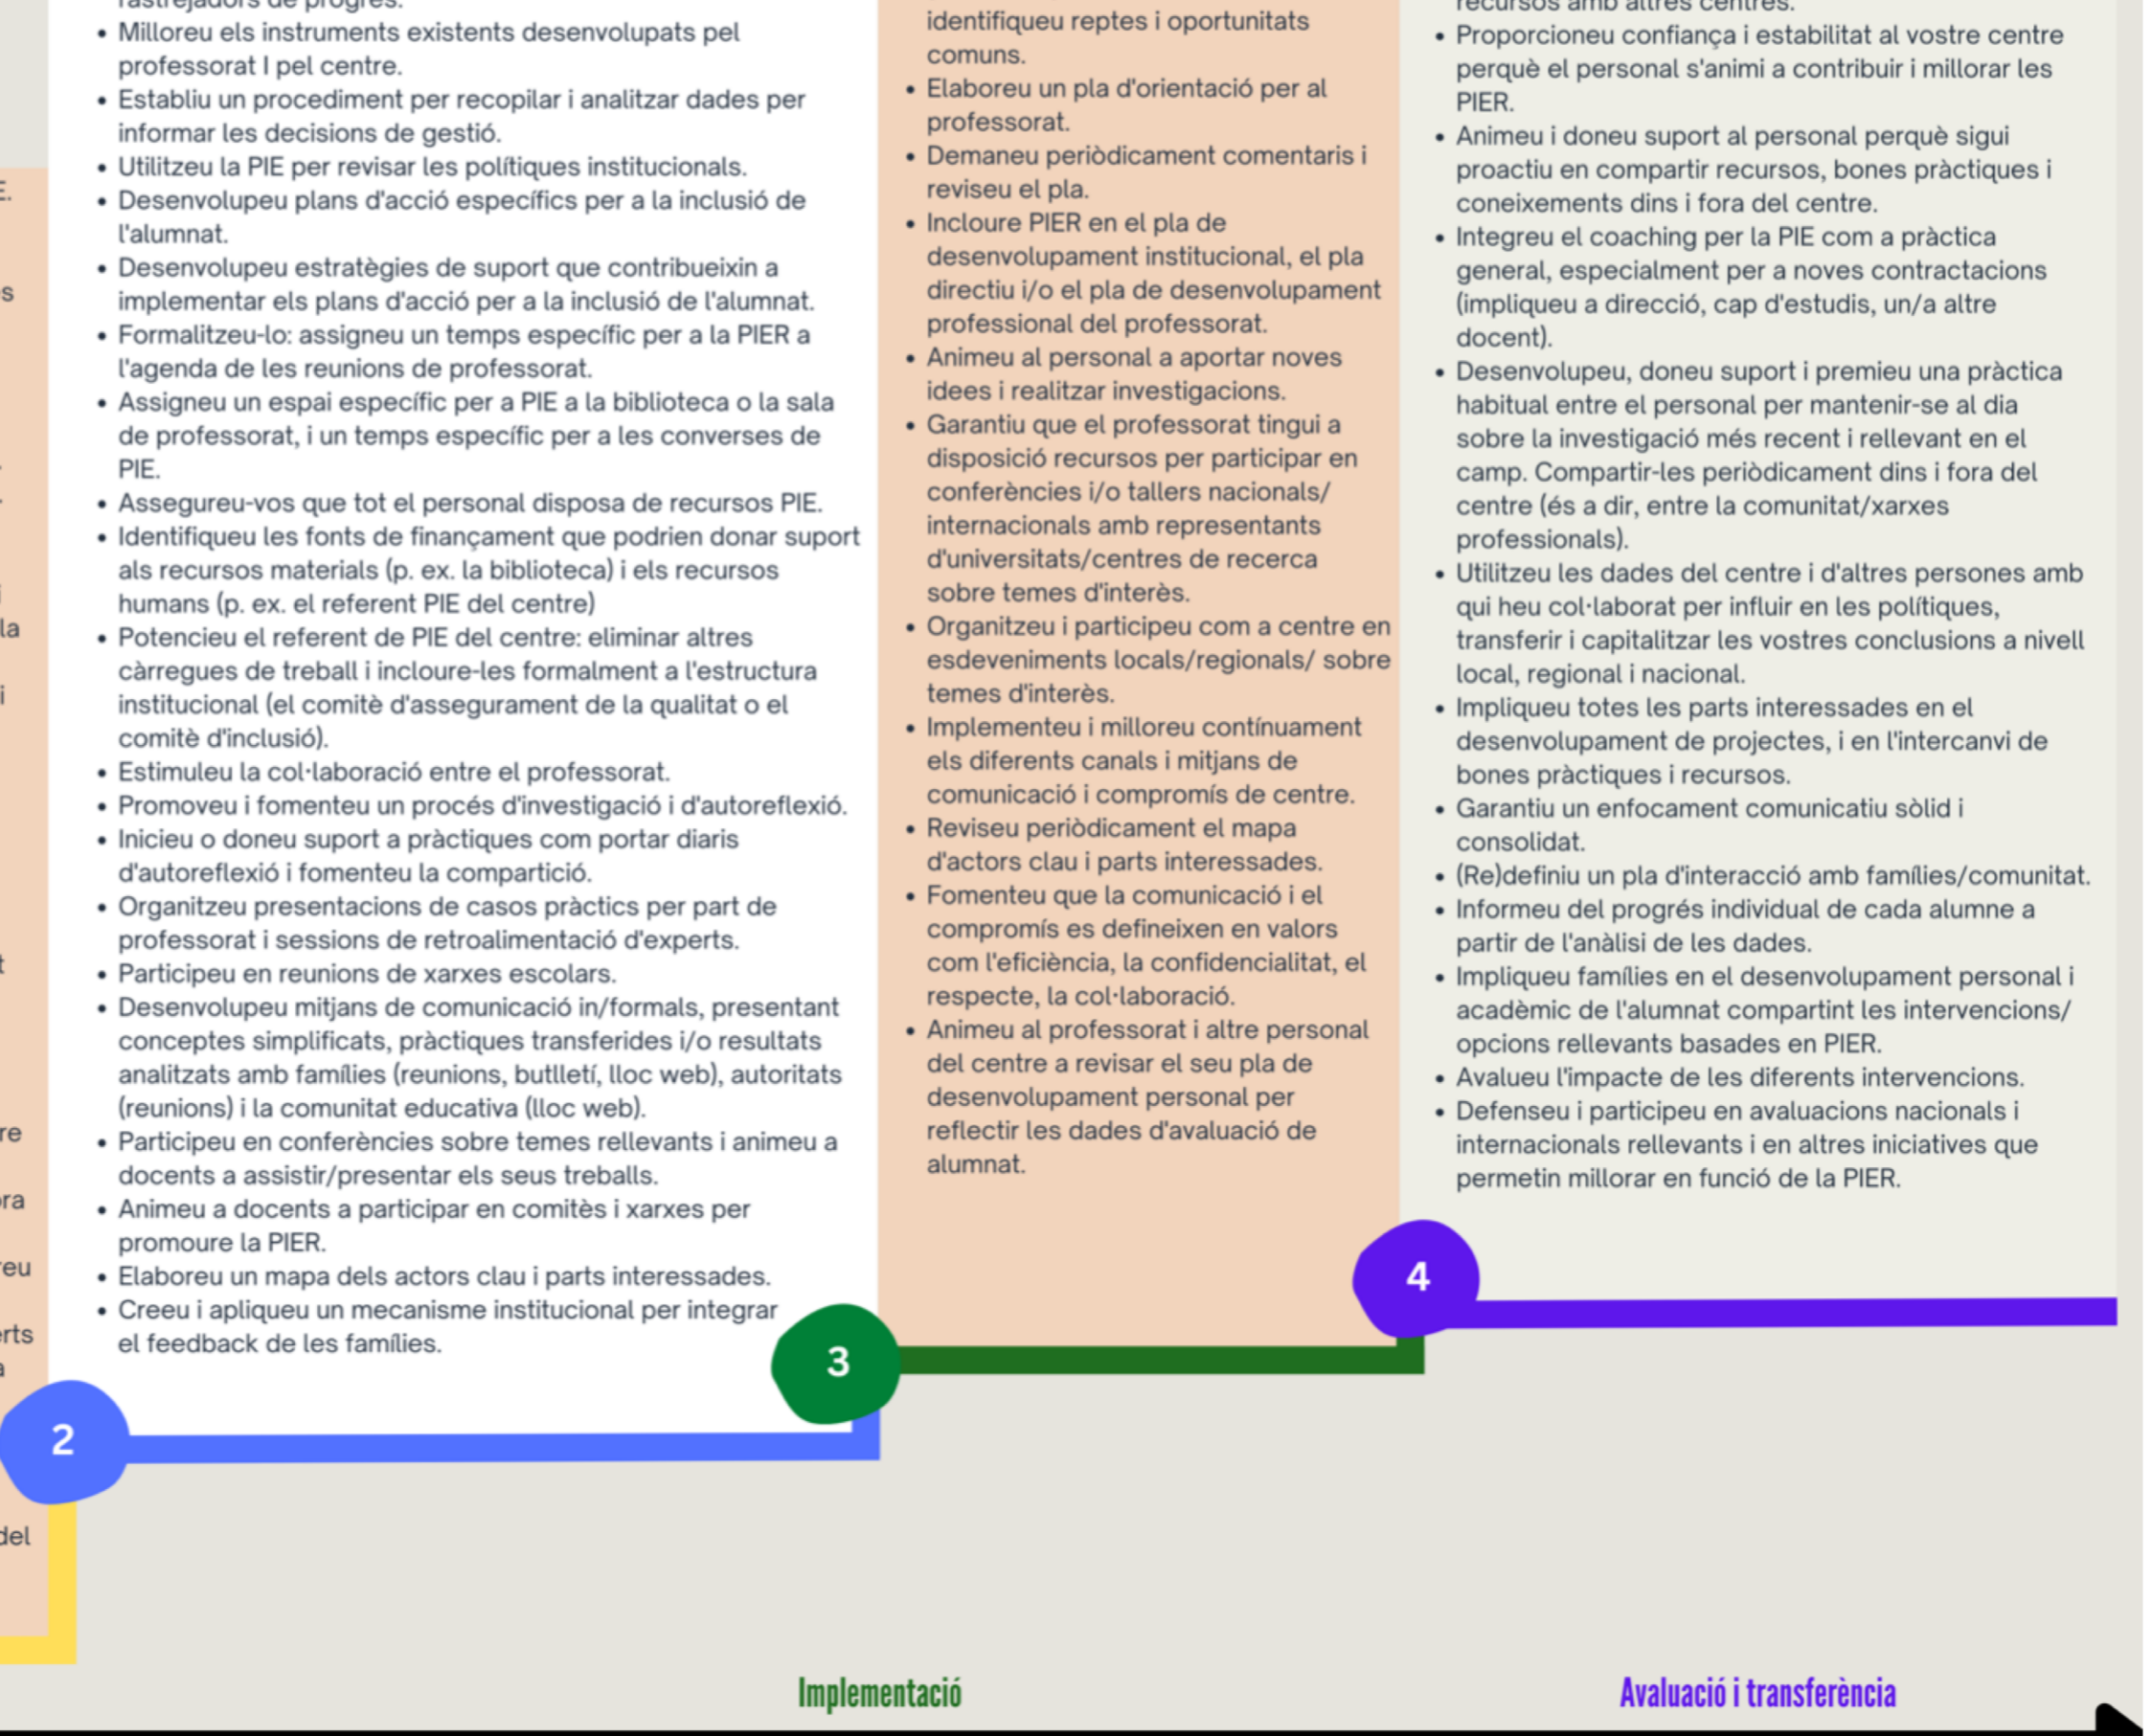 rastrejadors de progrés.
• Milloreu els instruments existents desenvolupats pel
professorat I pel centre.
• Establiu un procediment per recopilar i analitzar dades per
informar les decisions de gestió.
• Utilitzeu la PIE per revisar les polítiques institucionals.
• Desenvolupeu plans d'acció específics per a la inclusió de
l'alumnat.
• Desenvolupeu estratègies de suport que contribueixin a
implementar els plans d'acció per a la inclusió de l'alumnat.
• Formalitzeu-lo: assigneu un temps específic per a la PIER a
l'agenda de les reunions de professorat.
• Assigneu un espai específic per a PIE a la biblioteca o la sala
de professorat, i un temps específic per a les converses de
PIE.
• Assegureu-vos que tot el personal disposa de recursos PIE.
• Identifiqueu les fonts de finançament que podrien donar suport
als recursos materials (p. ex. la biblioteca) i els recursos
humans (p. ex. el referent PIE del centre)
• Potencieu el referent de PIE del centre: eliminar altres
càrregues de treball i incloure-les formalment a l'estructura
institucional (el comitè d'assegurament de la qualitat o el
comitè d'inclusió).
• Estimuleu la col·laboració entre el professorat.
• Promoveu i fomenteu un procés d'investigació i d'autoreflexió.
• Inicieu o doneu suport a pràctiques com portar diaris
d'autoreflexió i fomenteu la compartició.
• Organitzeu presentacions de casos pràctics per part de
professorat i sessions de retroalimentació d'experts.
• Participeu en reunions de xarxes escolars.
• Desenvolupeu mitjans de comunicació in/formals, presentant
conceptes simplificats, pràctiques transferides i/o resultats
analitzats amb famílies (reunions, butlletí, lloc web), autoritats
(reunions) i la comunitat educativa (lloc web).
• Participeu en conferències sobre temes rellevants i animeu a
docents a assistir/presentar els seus treballs.
• Animeu a docents a participar en comitès i xarxes per
promoure la PIER.
• Elaboreu un mapa dels actors clau i parts interessades.
• Creeu i apliqueu un mecanisme institucional per integrar
el feedback de les famílies.
2
identifiqueu reptes i oportunitats
comuns.
• Elaboreu un pla d'orientació per al
professorat.
• Demaneu periòdicament comentaris i
reviseu el pla.
• Incloure PIER en el pla de
desenvolupament institucional, el pla
directiu i/o el pla de desenvolupament
professional del professorat.
• Animeu al personal a aportar noves
idees i realitzar investigacions.
• Garantiu que el professorat tingui a
disposició recursos per participar en
conferències i/o tallers nacionals/
internacionals amb representants
d'universitats/centres de recerca
sobre temes d'interès.
• Organitzeu i participeu com a centre en
esdeveniments locals/regionals/ sobre
temes d'interès.
• Implementeu i milloreu contínuament
els diferents canals i mitjans de
comunicació i compromís de centre.
• Reviseu periòdicament el mapa
d'actors clau i parts interessades.
• Fomenteu que la comunicació i el
compromís es defineixen en valors
com l'eficiència, la confidencialitat, el
respecte, la col·laboració.
• Animeu al professorat i altre personal
del centre a revisar el seu pla de
desenvolupament personal per
reflectir les dades d'avaluació de
alumnat.
3
recursos amb altres centres.
• Proporcioneu confiança i estabilitat al vostre centre
perquè el personal s'animi a contribuir i millorar les
PIER.
• Animeu i doneu suport al personal perquè sigui
proactiu en compartir recursos, bones pràctiques i
coneixements dins i fora del centre.
• Integreu el coaching per la PIE com a pràctica
general, especialment per a noves contractacions
(impliqueu a direcció, cap d'estudis, un/a altre
docent).
• Desenvolupeu, doneu suport i premieu una pràctica
habitual entre el personal per mantenir-se al dia
sobre la investigació més recent i rellevant en el
camp. Compartir-les periòdicament dins i fora del
centre (és a dir, entre la comunitat/xarxes
professionals).
• Utilitzeu les dades del centre i d'altres persones amb
qui heu col·laborat per influir en les polítiques,
transferir i capitalitzar les vostres conclusions a nivell
local, regional i nacional.
• Impliqueu totes les parts interessades en el
desenvolupament de projectes, i en l'intercanvi de
bones pràctiques i recursos.
• Garantiu un enfocament comunicatiu sòlid i
consolidat.
• (Re)definiu un pla d'interacció amb famílies/comunitat.
• Informeu del progrés individual de cada alumne a
partir de l'anàlisi de les dades.
• Impliqueu famílies en el desenvolupament personal i
acadèmic de l'alumnat compartint les intervencions/
opcions rellevants basades en PIER.
• Avalueu l'impacte de les diferents intervencions.
• Defenseu i participeu en avaluacions nacionals i
internacionals rellevants i en altres iniciatives que
permetin millorar en funció de la PIER.
4
Implementació
Avaluació i transferència